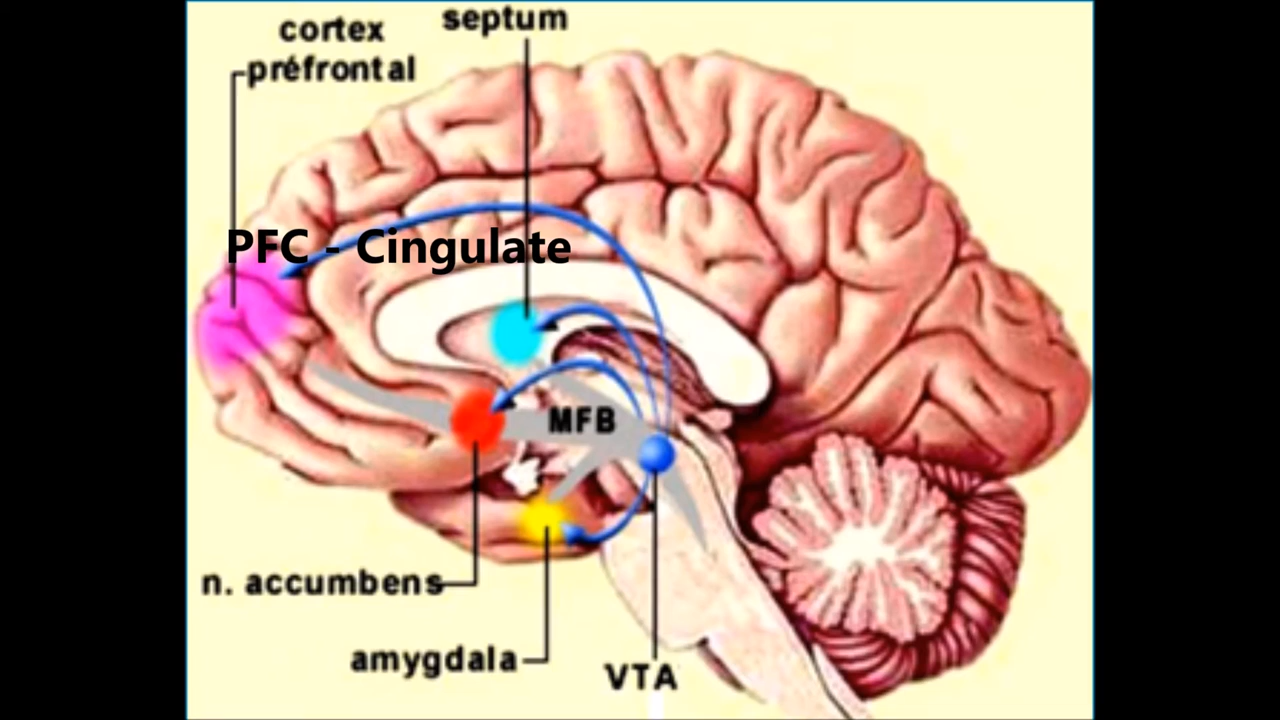 septum
cortex
préfrontal
PFC - Cingulate
MFB
n. accumbens
amygdala
VTA